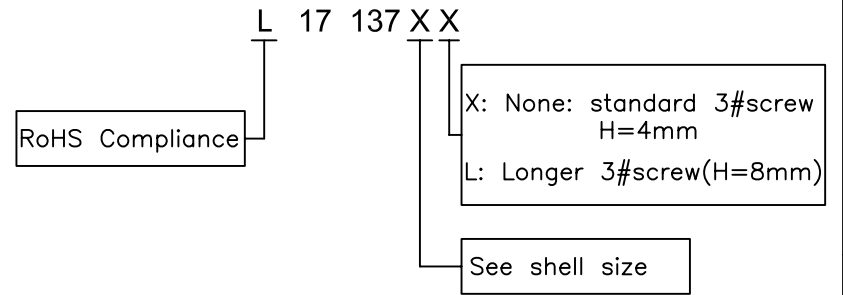 L 17 137 X X
RoHS Compliance
X: None: standard 3#screw
H=4mm
L: Longer 3#screw(H=8mm)
See shell size